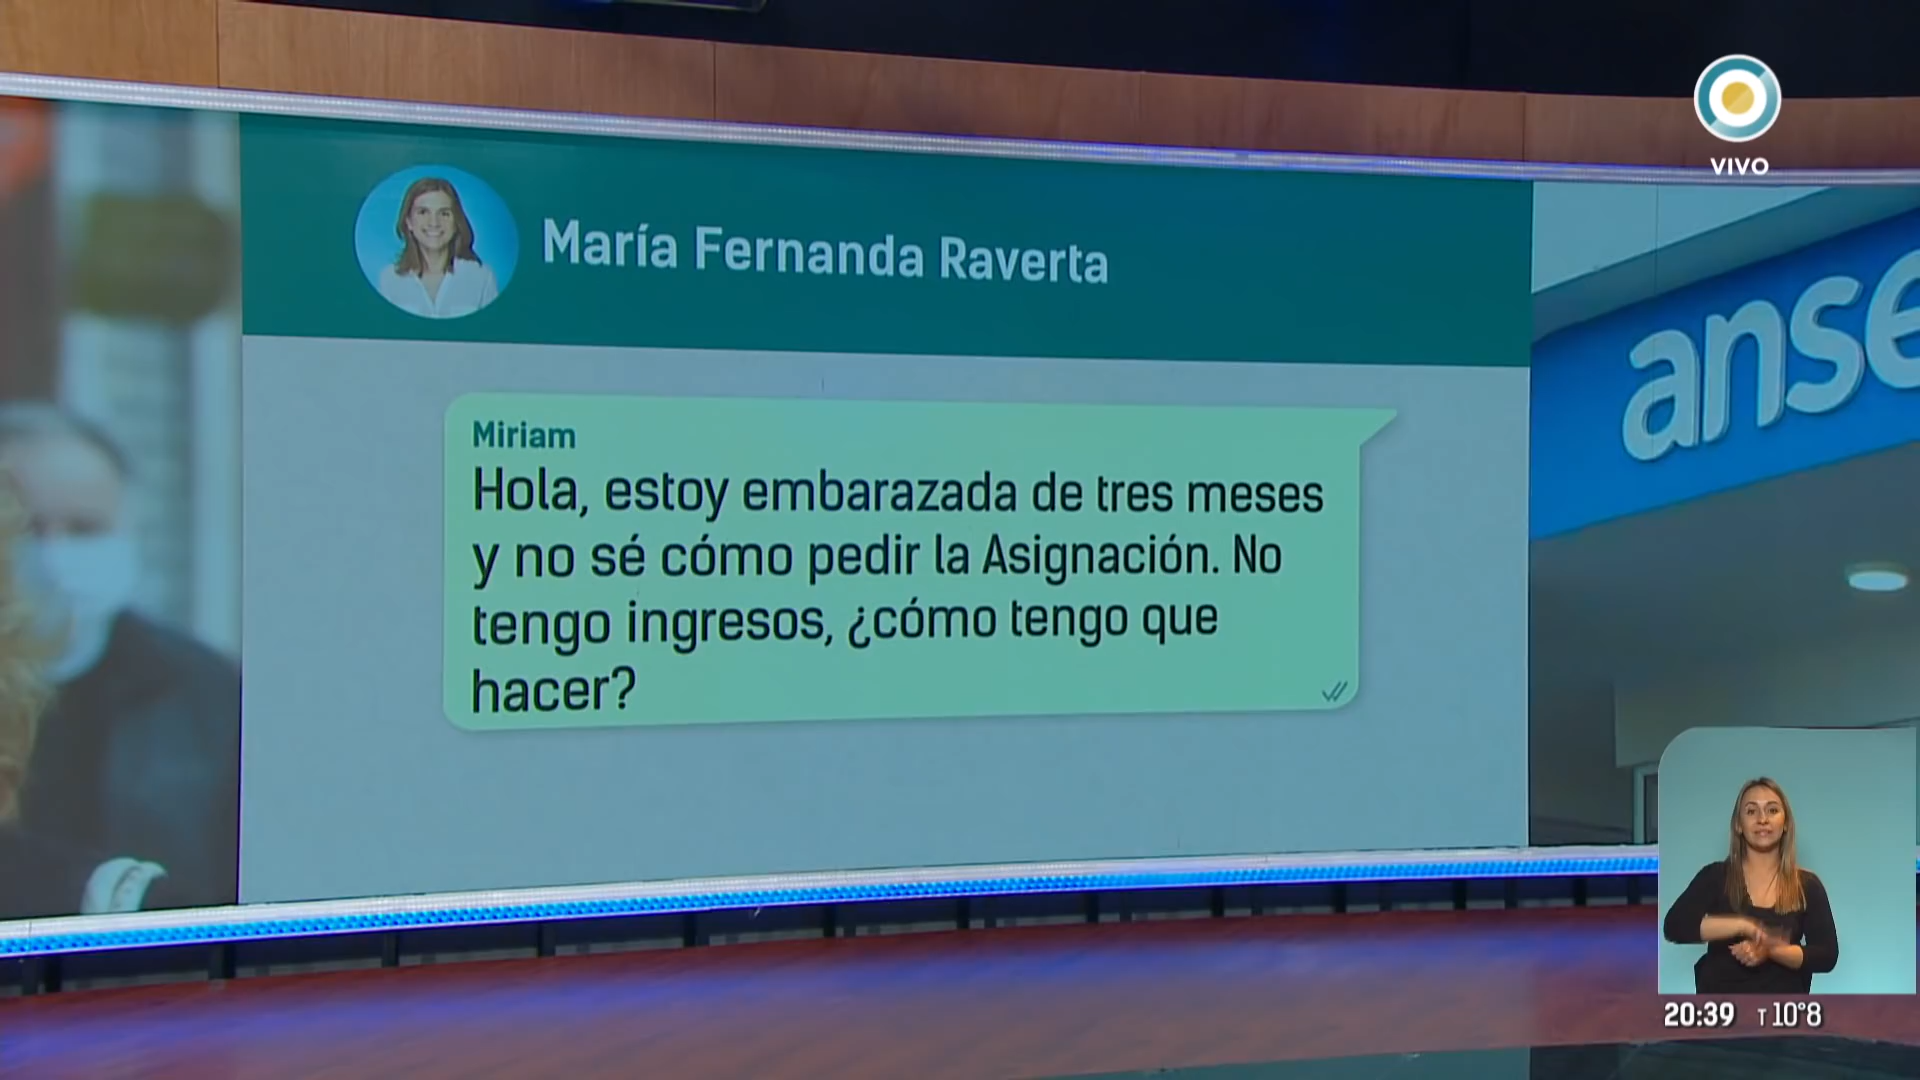 VIVO
María Fernanda Raverta
anse
Miriam
Hola, estoy embarazada de tres meses
y no sé cómo pedir la Asignación. No
tengo ingresos, ¿cómo tengo que
hacer?
20:39 T 10°8